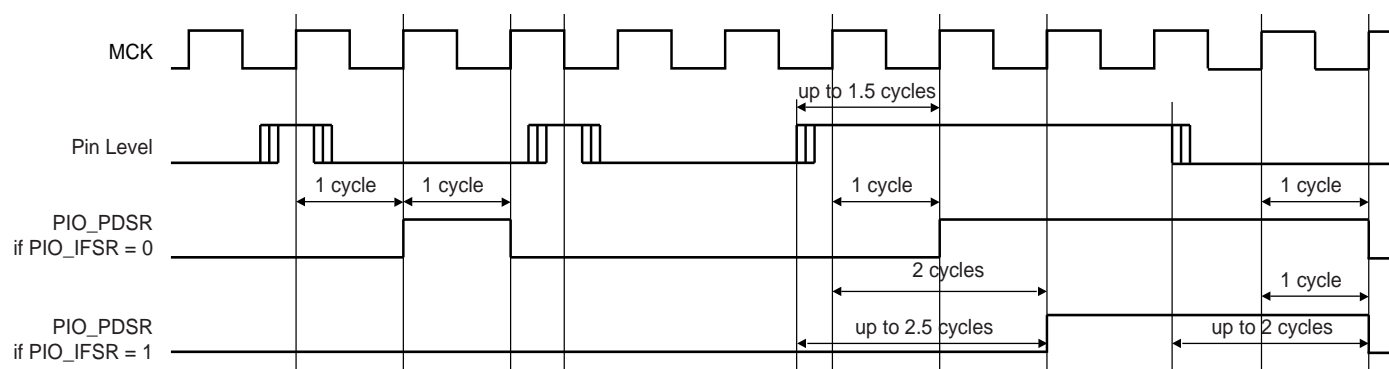 MCK
up to 1.5 cycles
Pin Level
1 cycle
1 cycle
1 cycle
1 cycle
PIO_PDSR
if PIO_IFSR = 0
2 cycles
1 cycle
PIO_PDSR
if PIO_IFSR = 1
up to 2.5 cycles
up to 2 cycles